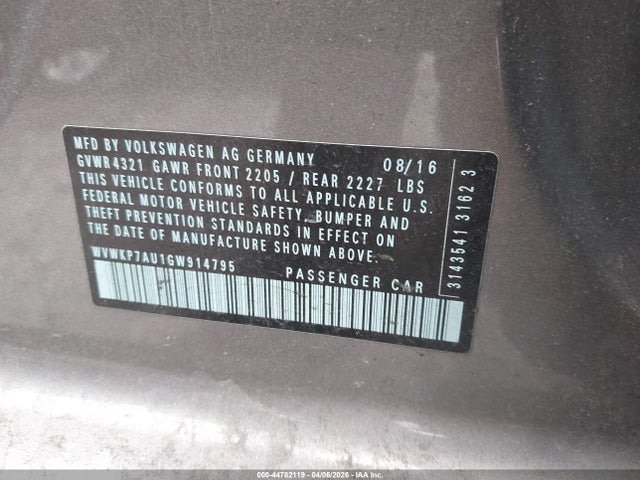 MFD BY VOLKSWAGEN AG GERMANY 08/16
GVWR 4321 GAWR FRONT 2205 / REAR 2227 LBS
THIS VEHICLE CONFORMS TO ALL APPLICABLE U.S.
FEDERAL MOTOR VEHICLE SAFETY, BUMPER AND
THEFT PREVENTION STANDARDS IN EFFECT ON
THE DATE OF MANUFACTURE SHOWN ABOVE.
WVWKP7AU1GW914795 PASSENGER CAR
3143541 3162 3
000-44782119 | 04/06/2026 | IAA Inc.